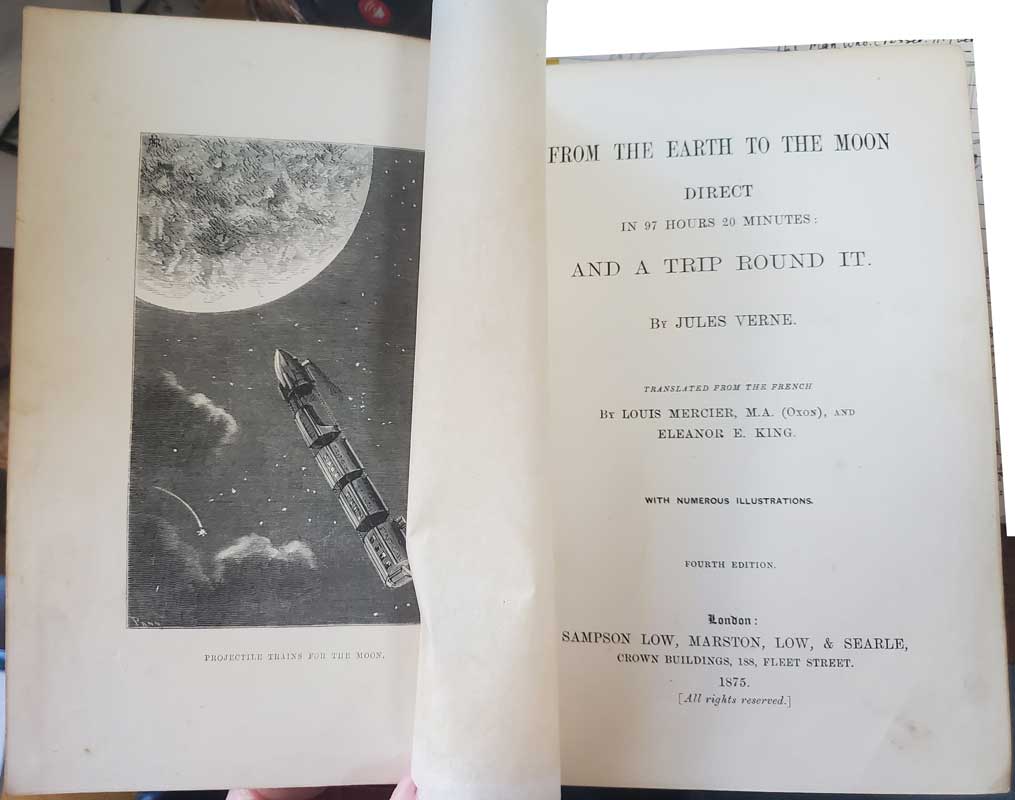 PROJECTILE TRAINS FOR THE MOON.
FROM THE EARTH TO THE MOON
DIRECT
IN 97 HOURS 20 MINUTES:
AND A TRIP ROUND IT.
BY JULES VERNE.
TRANSLATED FROM THE FRENCH
BY LOUIS MERCIER, M.A. (OXON), AND
ELEANOR E. KING.
WITH NUMEROUS ILLUSTRATIONS.
FOURTH EDITION.
London:
SAMPSON LOW, MARSTON, LOW, & SEARLE,
CROWN BUILDINGS, 188, FLEET STREET.
1875.
[All rights reserved.]